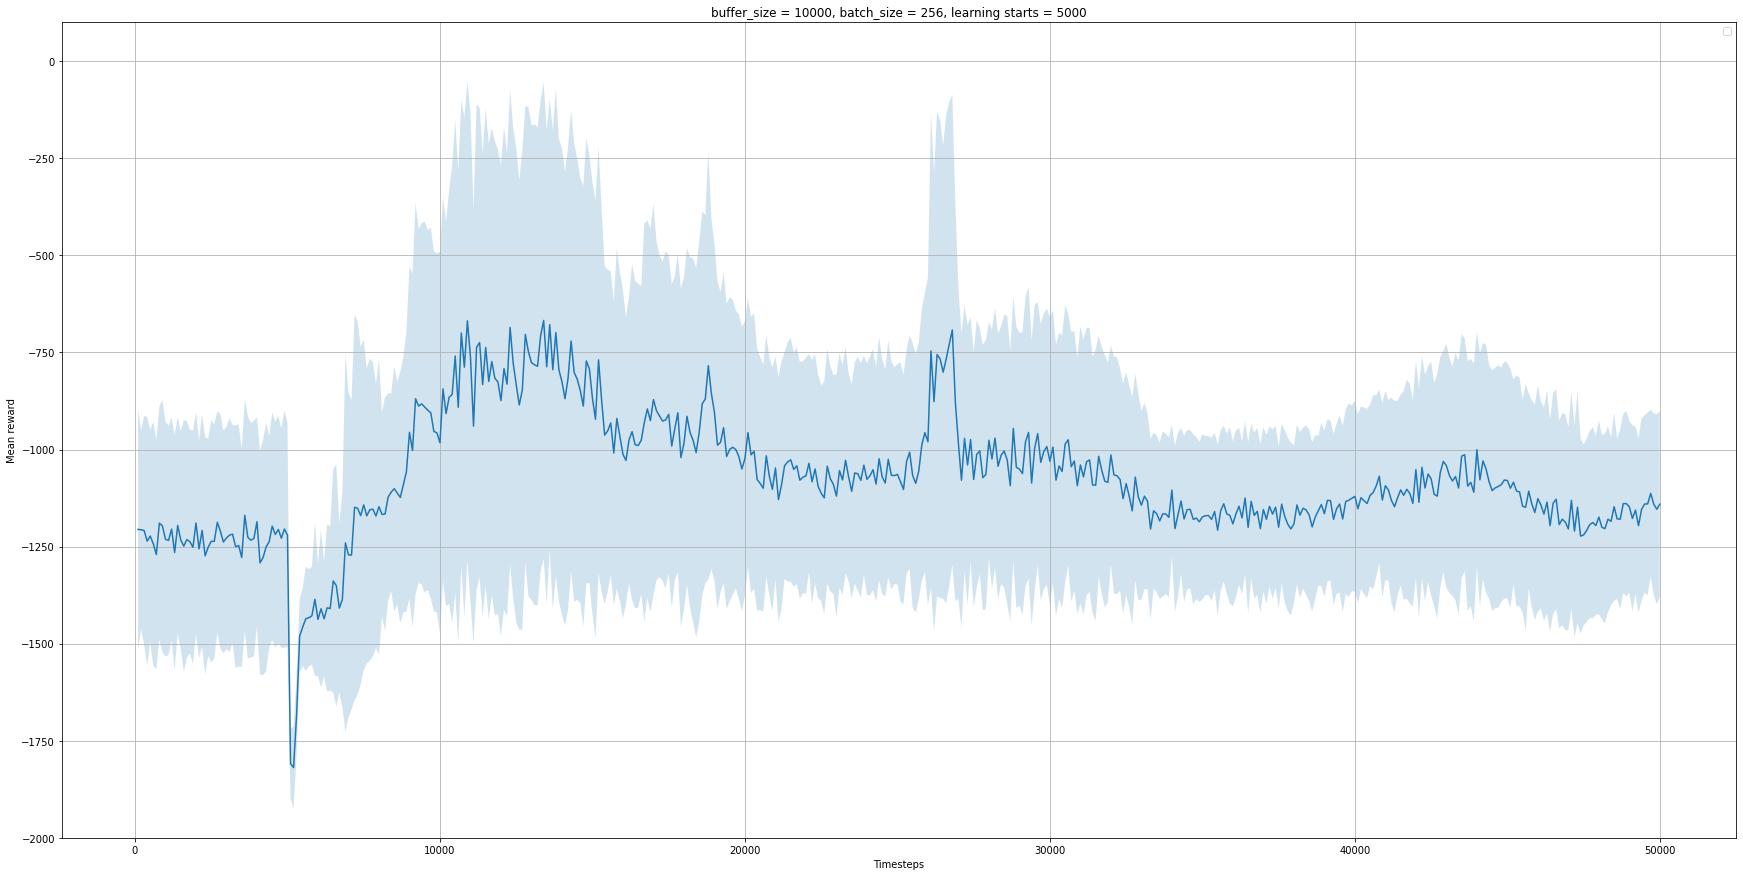 buffer_size = 10000, batch_size = 256, learning starts = 5000
Mean reward
0
−250
−500
−750
−1000
−1250
−1500
−1750
−2000
0 10000 20000 30000 40000 50000
Timesteps